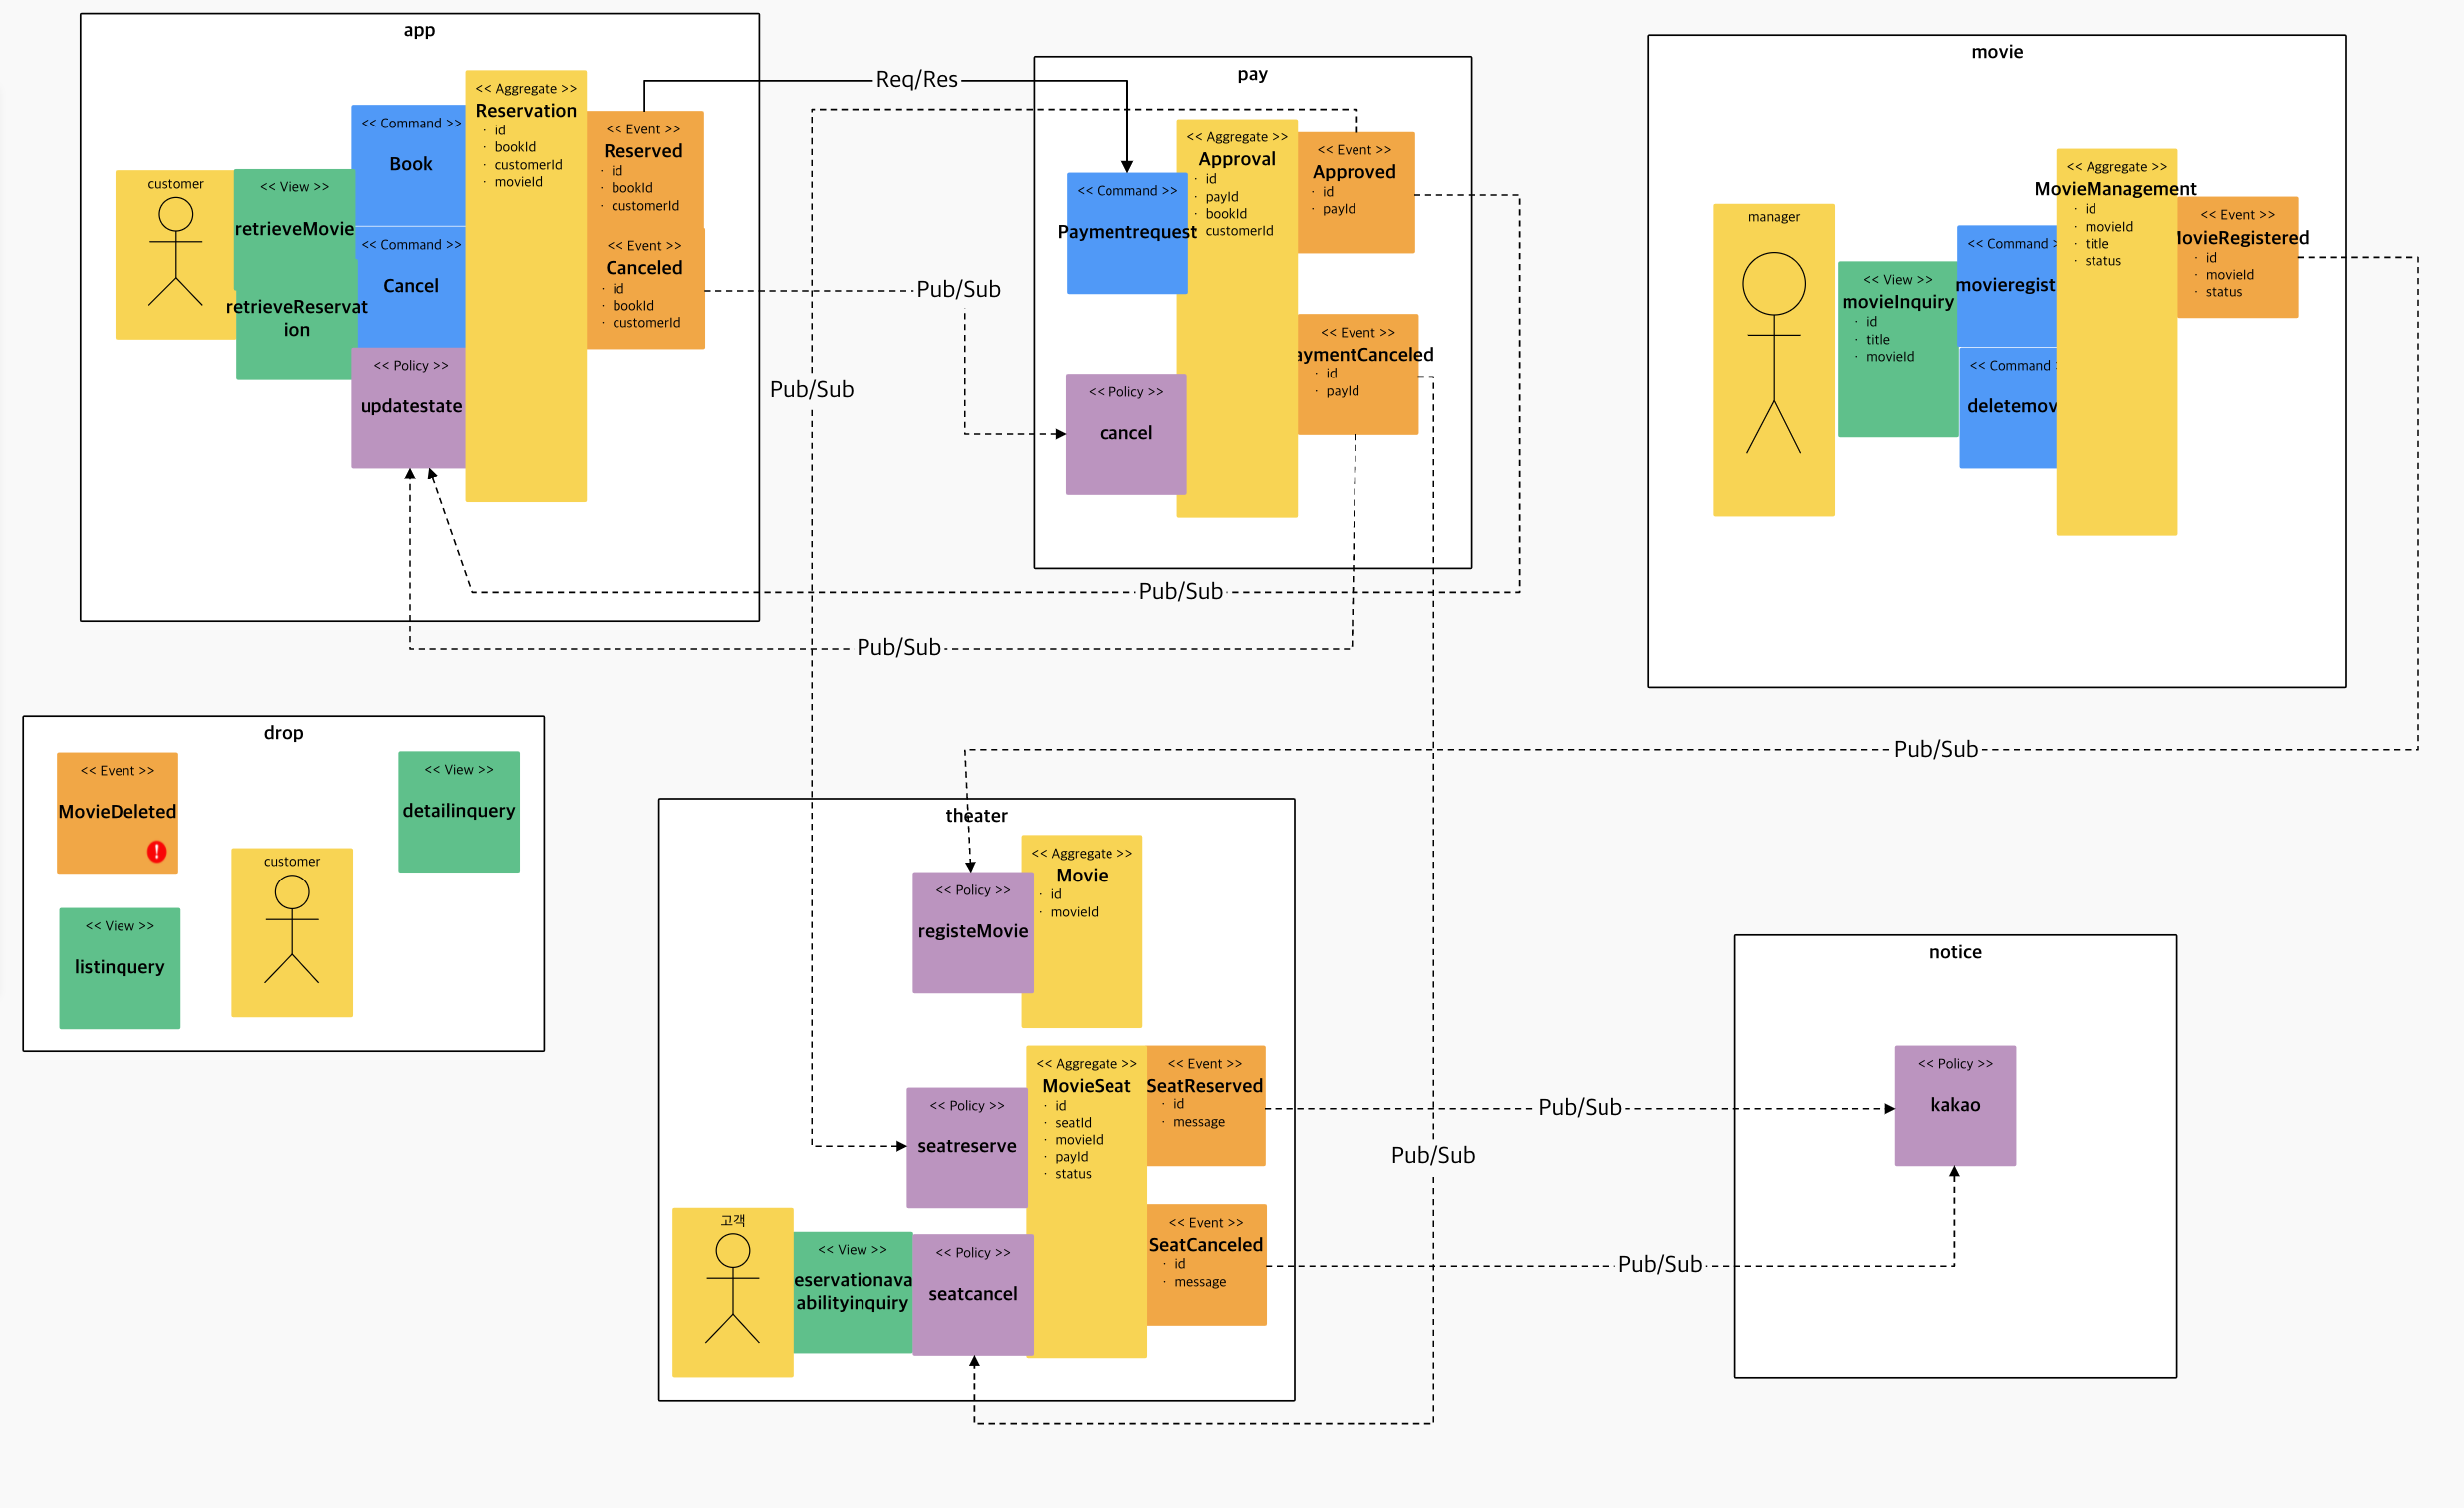 app
customer
<< View >>
retrieveMovie
retrieveReservat
ion
<< Command >>
Book
<< Command >>
Cancel
<< Policy >>
updatestate
<< Aggregate >>
Reservation
· id
· bookId
· customerId
· movieId
<< Event >>
Reserved
· id
· bookId
· customerId
<< Event >>
Canceled
· id
· bookId
· customerId
Req/Res
Pub/Sub
Pub/Sub
pay
<< Command >>
Paymentrequest
<< Policy >>
cancel
<< Aggregate >>
Approval
· id
· payId
· bookId
customerId
<< Event >>
Approved
· id
· payId
<< Event >>
aymentCanceled
· id
· payId
Pub/Sub
Pub/Sub
movie
manager
<< View >>
movieInquiry
· id
· title
· movieId
<< Command >
movieregist
<< Command >
deletemov
<< Aggregate >>
MovieManagement
· id
· movieId
· title
· status
<< Event >>
MovieRegistered
· id
· movieId
· status
Pub/Sub
drop
<< Event >>
MovieDeleted
!
<< View >>
detailinquery
customer
<< View >>
listinquery
theater
<< Policy >>
registeMovie
<< Aggregate >>
Movie
· id
· movieId
<< Policy >>
seatreserve
<< Aggregate >>
MovieSeat
· id
· seatId
· movieId
· payId
· status
<< Event >>
SeatReserved
· id
· message
고객
<< View >>
eservationava
abilityinquiry
<< Policy >>
seatcancel
<< Event >>
SeatCanceled
· id
· message
Pub/Sub
Pub/Sub
Pub/Sub
notice
<< Policy >>
kakao